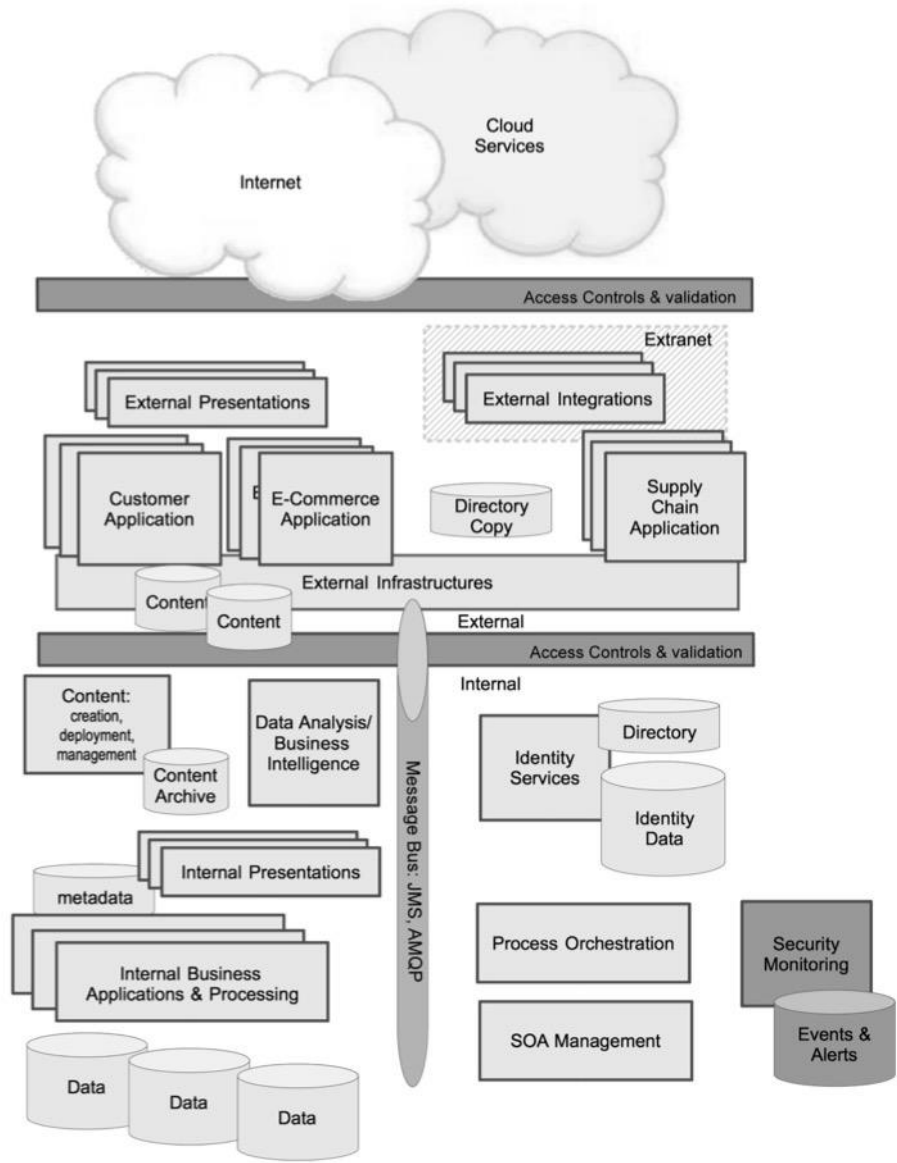 Cloud
Services
Internet
Access Controls & validation
Extranet
External Presentations
External Integrations
Customer
Application
E
E-Commerce
Application
Directory
Copy
Supply
Chain
Application
External Infrastructures
Content
Content
External
Access Controls & validation
Internal
Content:
creation,
deployment,
management
Content
Archive
Data Analysis/
Business
Intelligence
Message Bus: JMS, AMQP
Identity
Services
Directory
Identity
Data
Internal Presentations
metadata
Internal Business
Applications & Processing
Process Orchestration
Security
Monitoring
SOA Management
Events &
Alerts
Data
Data
Data